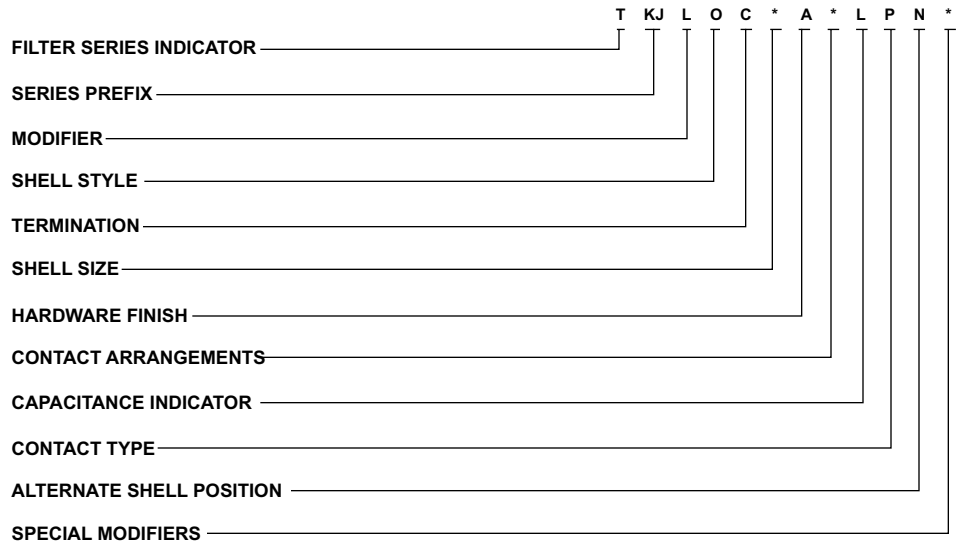 T KJ L O C * A * L P N *
FILTER SERIES INDICATOR
SERIES PREFIX
MODIFIER
SHELL STYLE
TERMINATION
SHELL SIZE
HARDWARE FINISH
CONTACT ARRANGEMENTS
CAPACITANCE INDICATOR
CONTACT TYPE
ALTERNATE SHELL POSITION
SPECIAL MODIFIERS